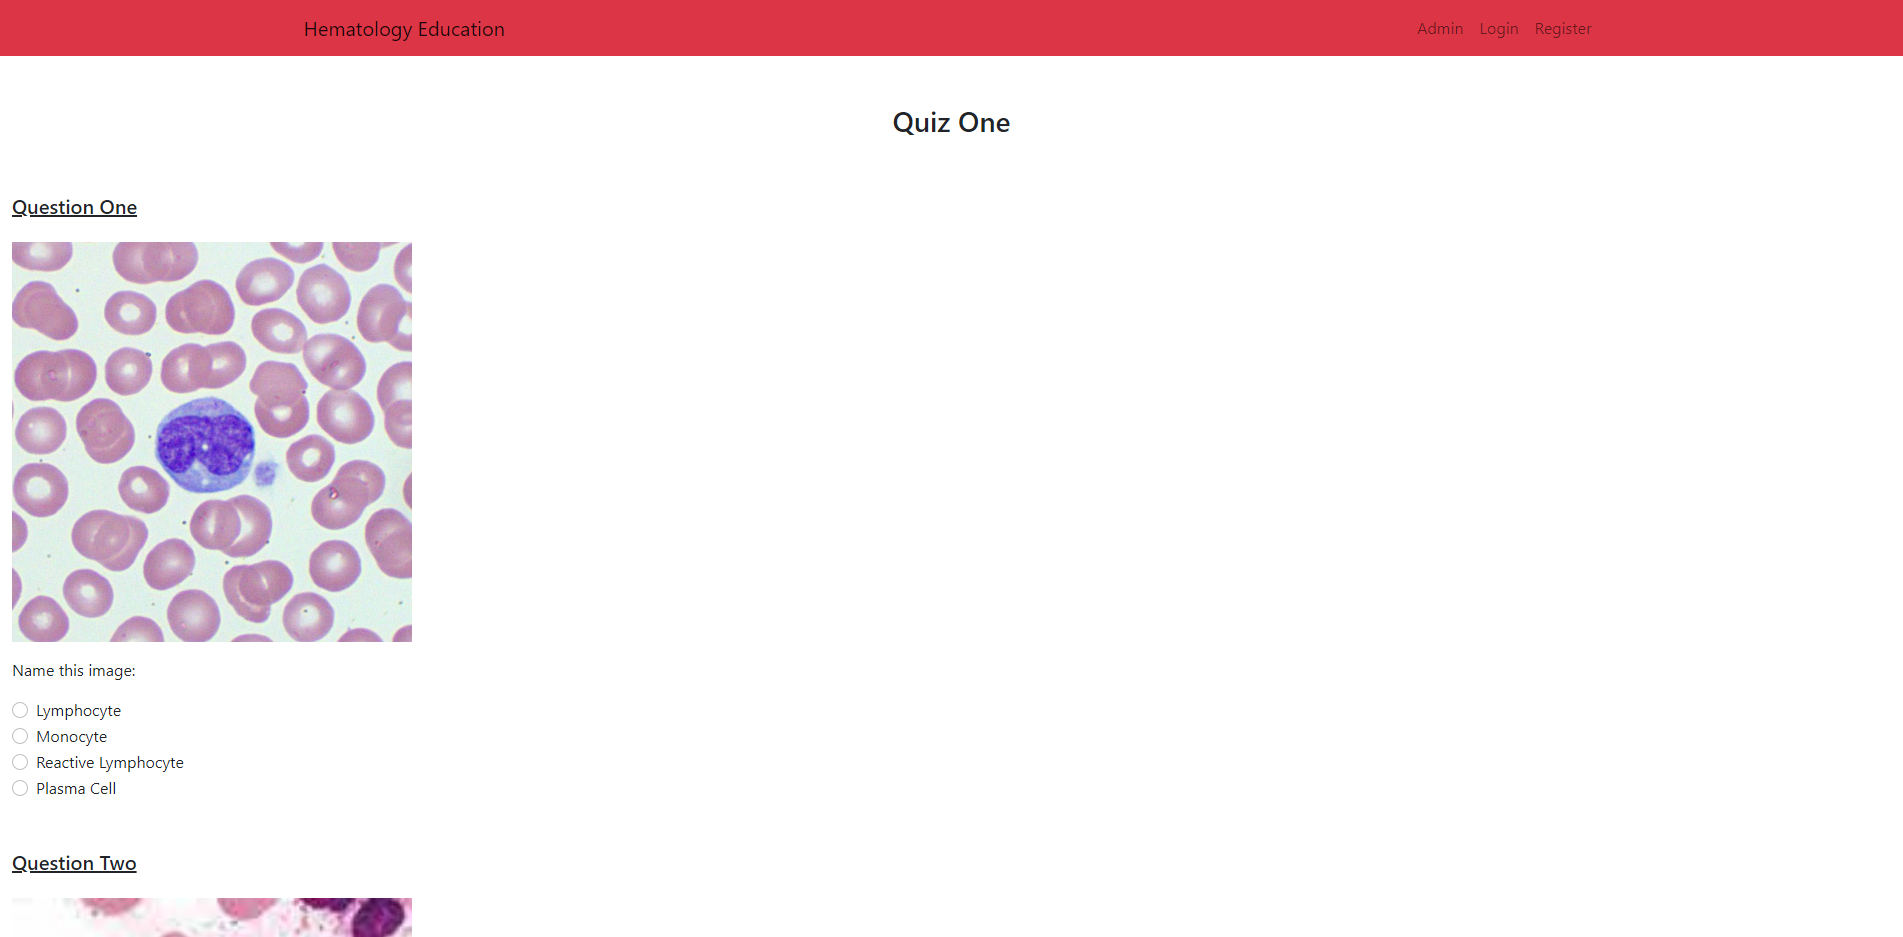 Hematology Education
Admin Login Register
Quiz One
Question One
Name this image:
Lymphocyte
Monocyte
Reactive Lymphocyte
Plasma Cell
Question Two